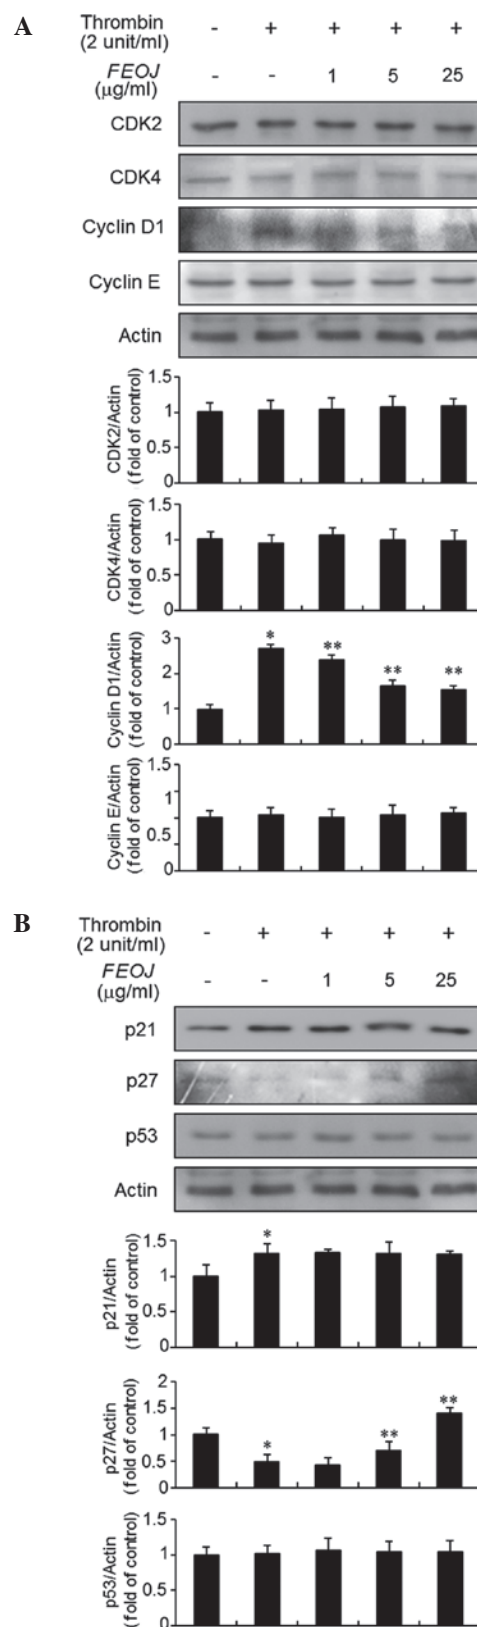 A
Thrombin
(2 unit/ml)
- + + + +
FEOJ
(μg/ml)
- - 1 5 25
CDK2
CDK4
Cyclin D1
Cyclin E
Actin
CDK2/Actin
(fold of control)
1.5
1
0.5
0
CDK4/Actin
(fold of control)
1.5
1
0.5
0
Cyclin D1/Actin
(fold of control)
3
2
1
0
* ** ** **
Cyclin E/Actin
(fold of control)
1.5
1
0.5
0
B
Thrombin
(2 unit/ml)
- + + + +
FEOJ
(μg/ml)
- - 1 5 25
p21
p27
p53
Actin
p21/Actin
(fold of control)
1.5
1
0.5
0
*
p27/Actin
(fold of control)
2
1.5
1
0.5
0
* ** **
p53/Actin
(fold of control)
1.5
1
0.5
0